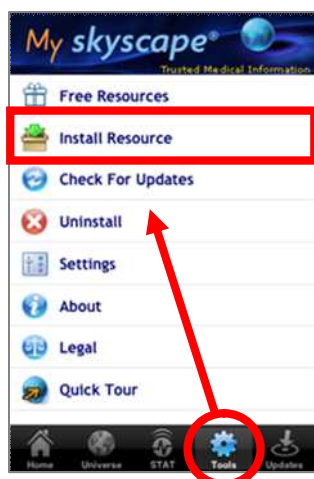 My skyscape®
Trusted Medical Information
Free Resources
Install Resource
Check For Updates
Uninstall
Settings
About
Legal
Quick Tour
Home Universe STAT Tools Updates